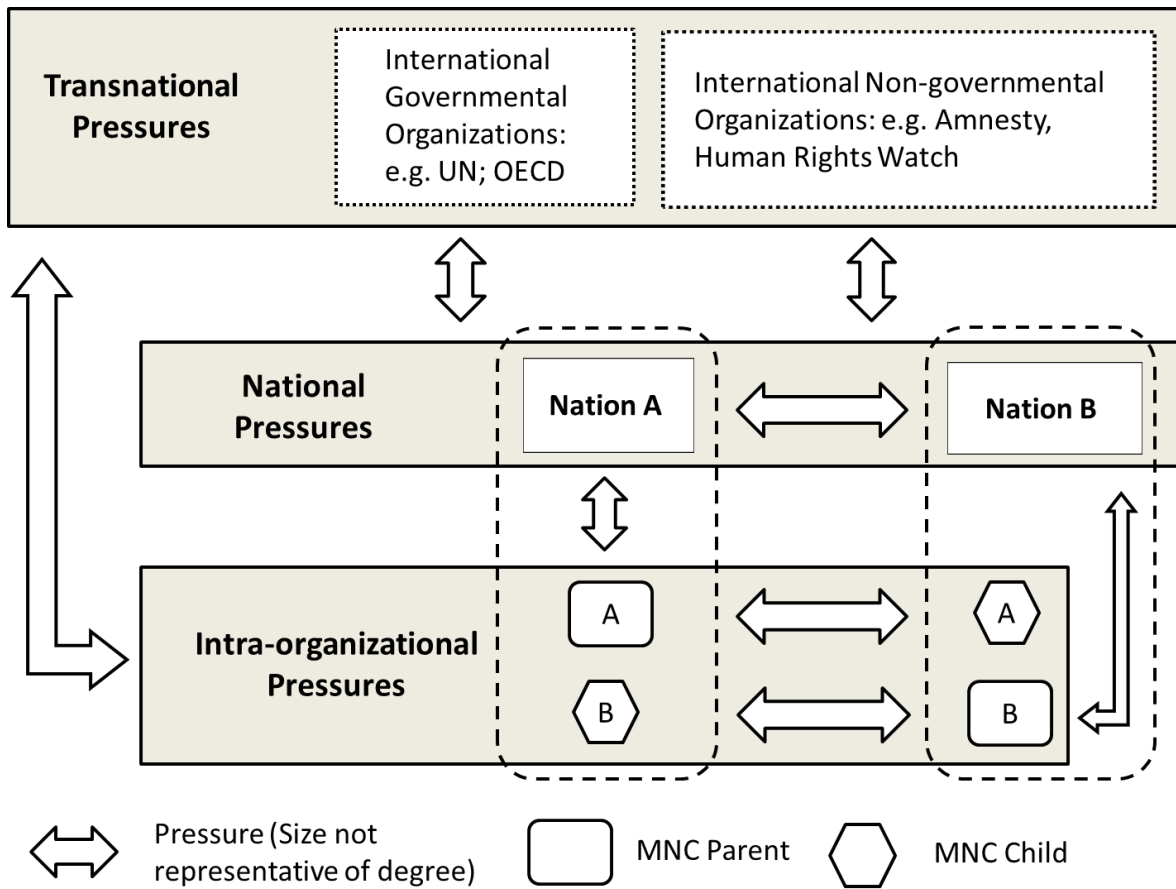 Transnational
Pressures
International
Governmental
Organizations:
e.g. UN; OECD
International Non-governmental
Organizations: e.g. Amnesty,
Human Rights Watch
National
Pressures
Nation A
Nation B
Intra-organizational
Pressures
A
A
B
B
Pressure (Size not
representative of degree)
MNC Parent
MNC Child